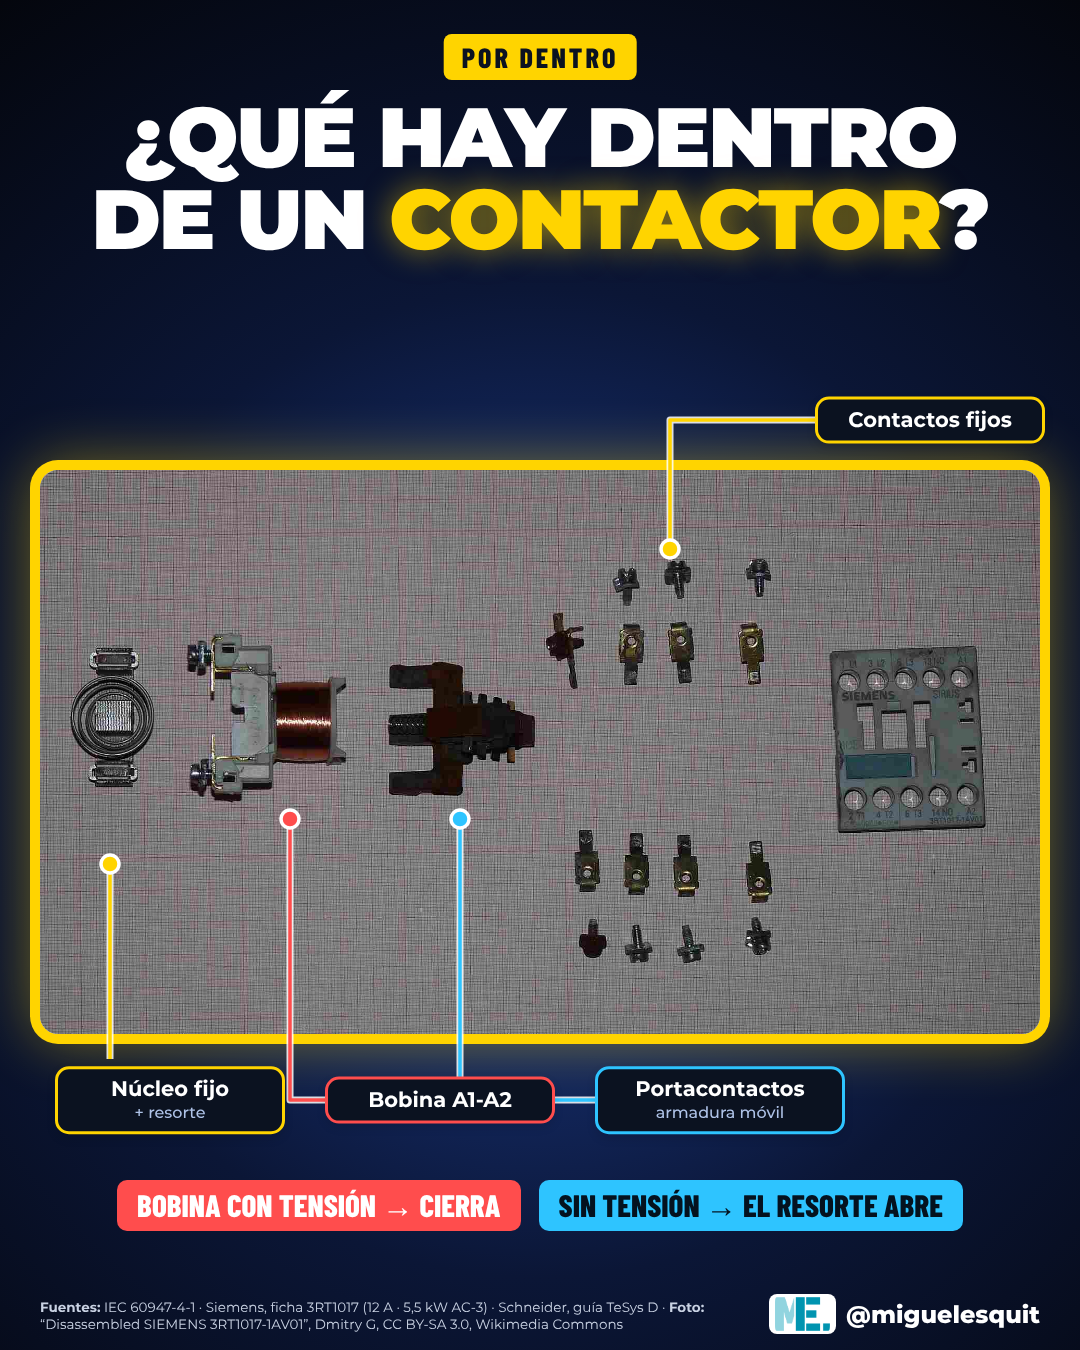 POR DENTRO
¿QUÉ HAY DENTRO
DE UN CONTACTOR?
Contactos fijos
SIEMENS
SIRIUS
3RT1017-1AV01
Núcleo fijo
+ resorte
Bobina A1-A2
Portacontactos
armadura móvil
BOBINA CON TENSIÓN → CIERRA
SIN TENSIÓN → EL RESORTE ABRE
Fuentes: IEC 60947-4-1 · Siemens, ficha 3RT1017 (12 A · 5,5 kW AC-3) · Schneider, guía TeSys D · Foto:
“Disassembled SIEMENS 3RT1017-1AV01”, Dmitry G, CC BY-SA 3.0, Wikimedia Commons
ME.
@miguelesquit